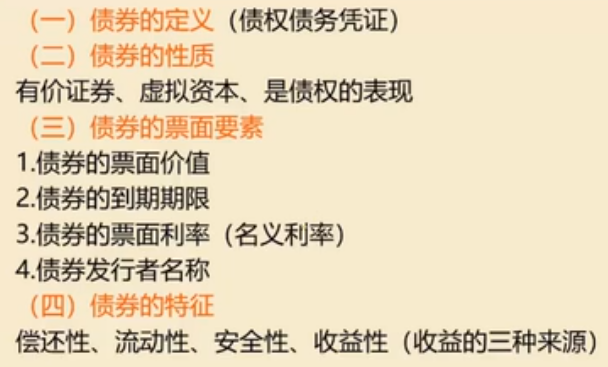 （一）债券的定义（债权债务凭证）
（二）债券的性质
有价证券、虚拟资本、是债权的表现
（三）债券的票面要素
1.债券的票面价值
2.债券的到期期限
3.债券的票面利率（名义利率）
4.债券发行者名称
（四）债券的特征
偿还性、流动性、安全性、收益性（收益的三种来源）